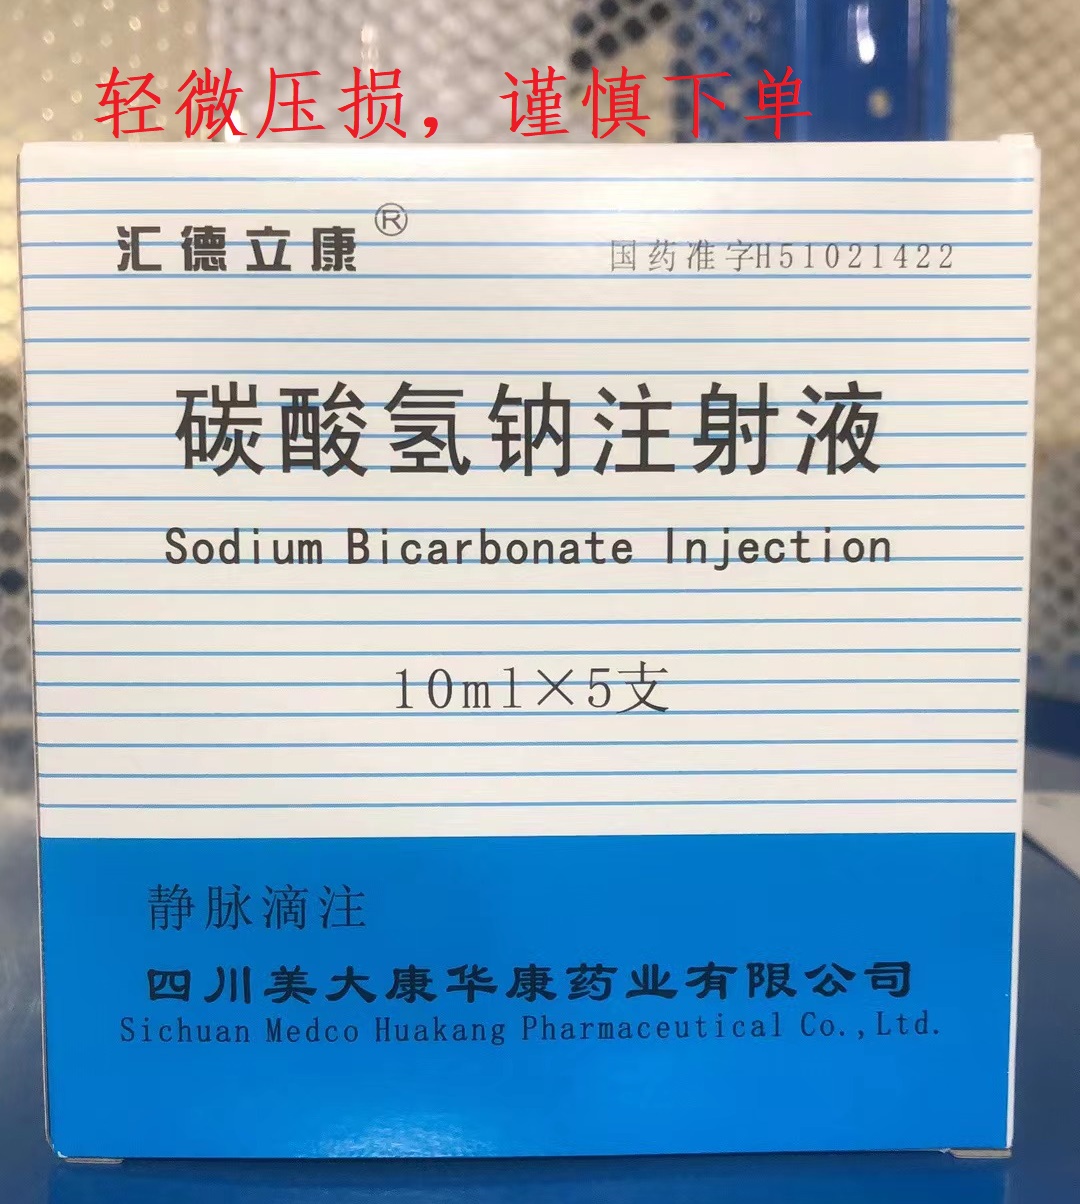 轻微压损，谨慎下单
汇德立康®
国药准字H51021422
碳酸氢钠注射液
Sodium Bicarbonate Injection
10ml×5支
静脉滴注
四川美大康华康药业有限公司
Sichuan Medco Huakang Pharmaceutical Co.,Ltd.